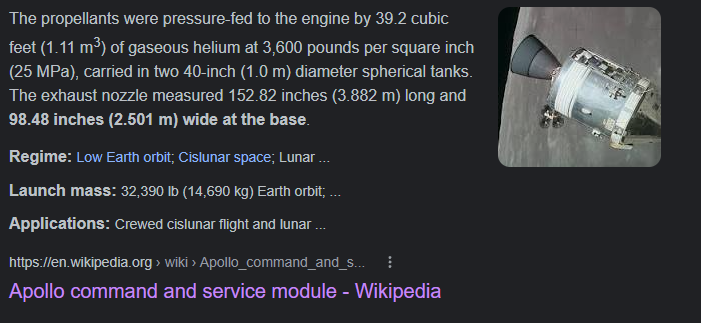 The propellants were pressure-fed to the engine by 39.2 cubic
feet (1.11 m³) of gaseous helium at 3,600 pounds per square inch
(25 MPa), carried in two 40-inch (1.0 m) diameter spherical tanks.
The exhaust nozzle measured 152.82 inches (3.882 m) long and
98.48 inches (2.501 m) wide at the base.
Regime: Low Earth orbit; Cislunar space; Lunar ...
Launch mass: 32,390 lb (14,690 kg) Earth orbit; ...
Applications: Crewed cislunar flight and lunar ...
https://en.wikipedia.org › wiki › Apollo_command_and_s...
Apollo command and service module - Wikipedia